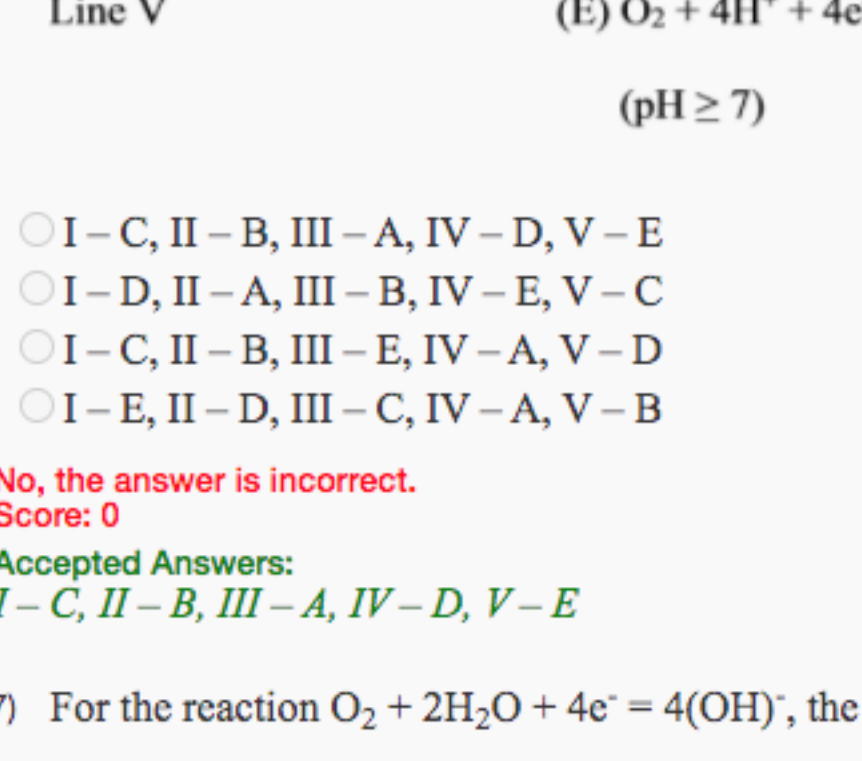 Line V (E) O₂ + 4H⁺ + 4e
(pH ≥ 7)
I – C, II – B, III – A, IV – D, V – E
I – D, II – A, III – B, IV – E, V – C
I – C, II – B, III – E, IV – A, V – D
I – E, II – D, III – C, IV – A, V – B
No, the answer is incorrect.
Score: 0
Accepted Answers:
I – C, II – B, III – A, IV – D, V – E
7) For the reaction O₂ + 2H₂O + 4e⁻ = 4(OH)⁻, the